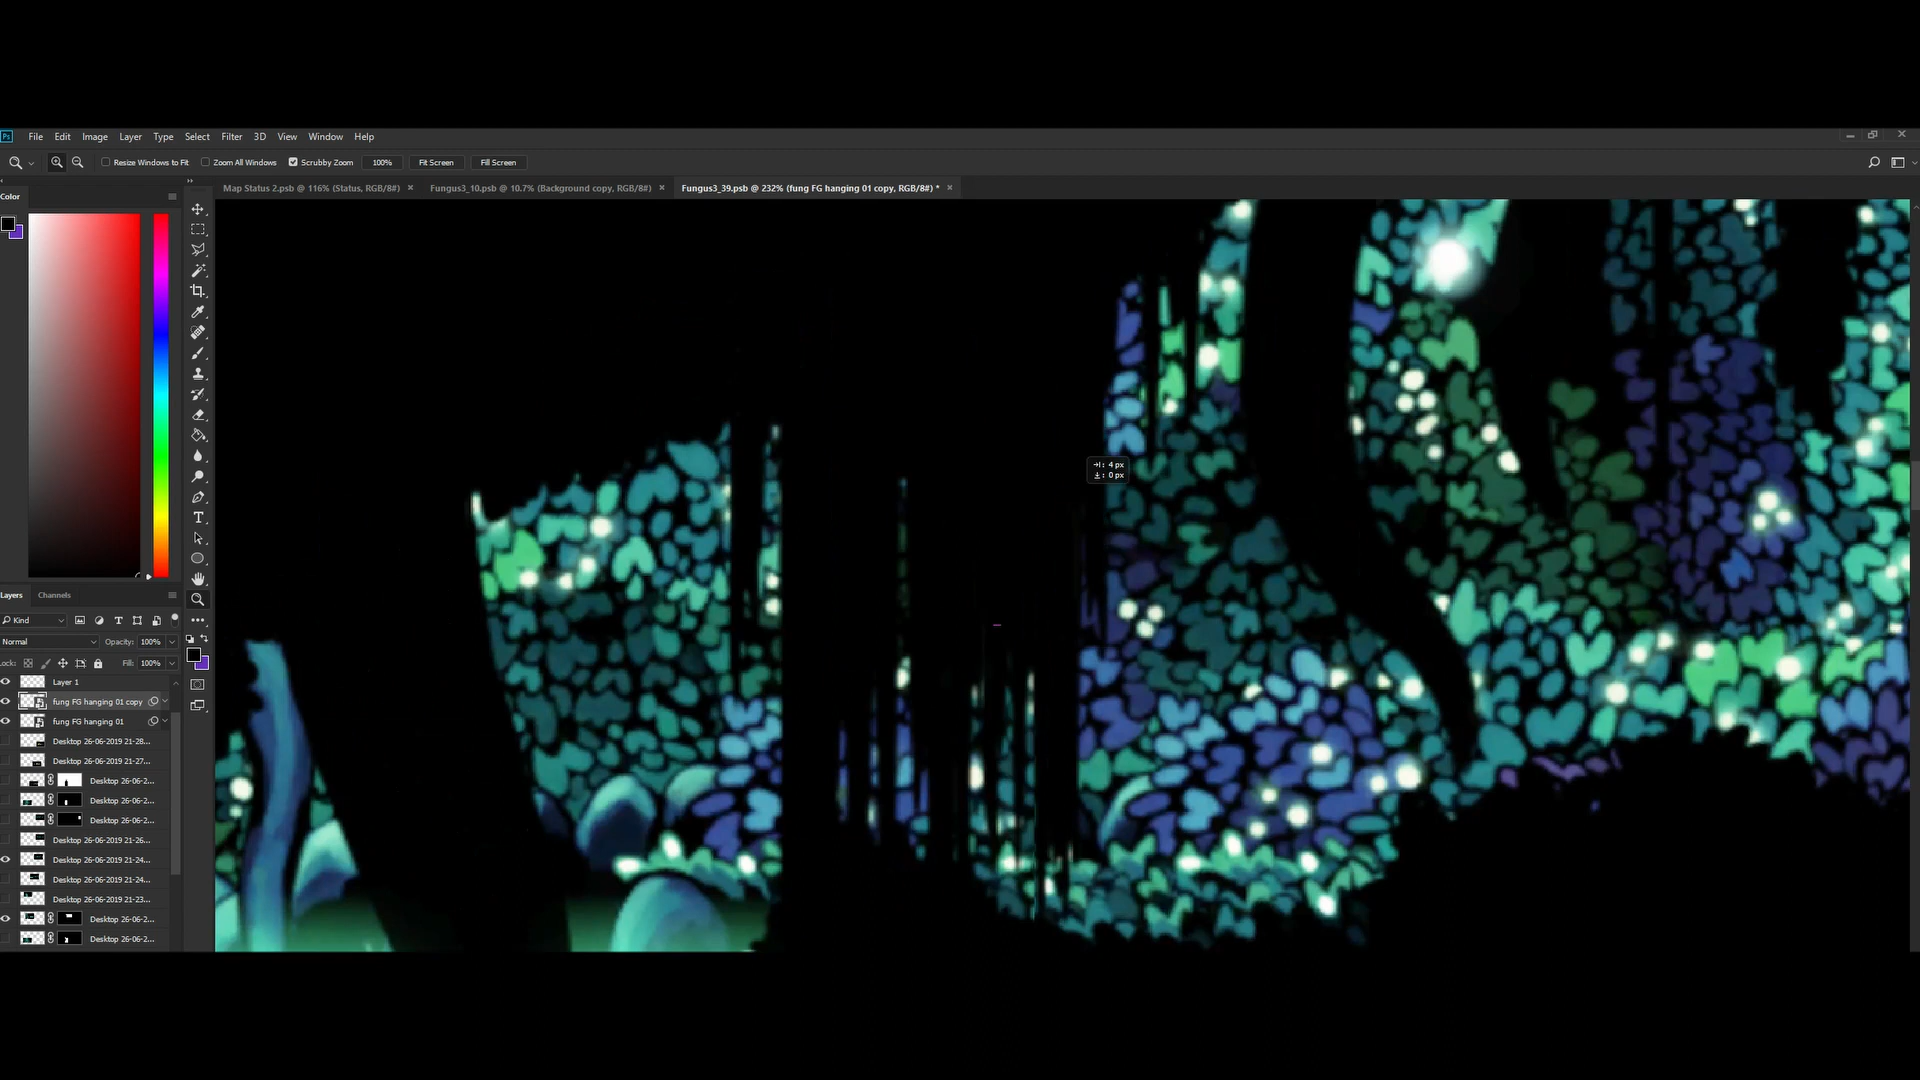 Ps File Edit Image Layer Type Select Filter 3D View Window Help
Resize Windows to Fit Zoom All Windows Scrubby Zoom 100% Fit Screen Fill Screen
Map Status 2.psb @ 116% (Status, RGB/8#) Fungus3_10.psb @ 10.7% (Background copy, RGB/8#) Fungus3_39.psb @ 232% (fung FG hanging 01 copy, RGB/8#) *
Color
4 px
0 px
Layers Channels
Kind
Normal Opacity: 100%
Lock: Fill: 100%
Layer 1
fung FG hanging 01 copy
fung FG hanging 01
Desktop 26-06-2019 21-28...
Desktop 26-06-2019 21-27...
Desktop 26-06-2...
Desktop 26-06-2...
Desktop 26-06-2...
Desktop 26-06-2019 21-26...
Desktop 26-06-2019 21-24...
Desktop 26-06-2019 21-24...
Desktop 26-06-2019 21-23...
Desktop 26-06-2...
Desktop 26-06-2...